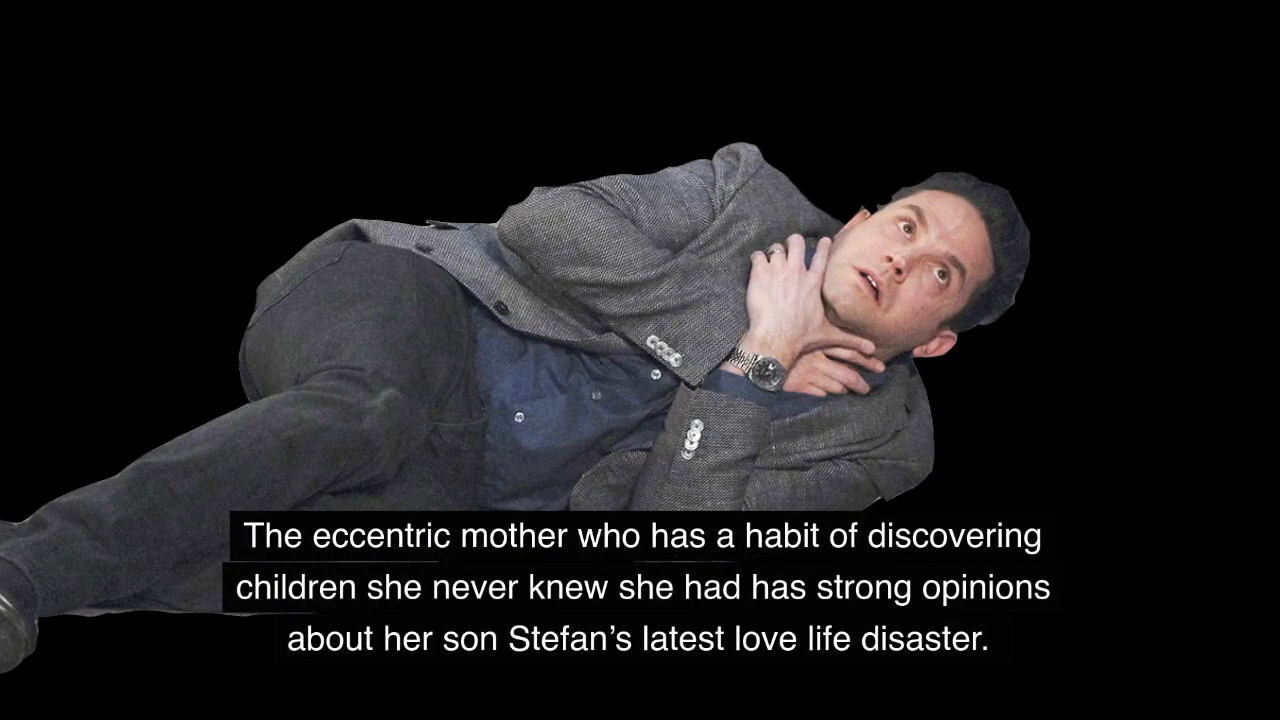 The eccentric mother who has a habit of discovering
children she never knew she had has strong opinions
about her son Stefan’s latest love life disaster.